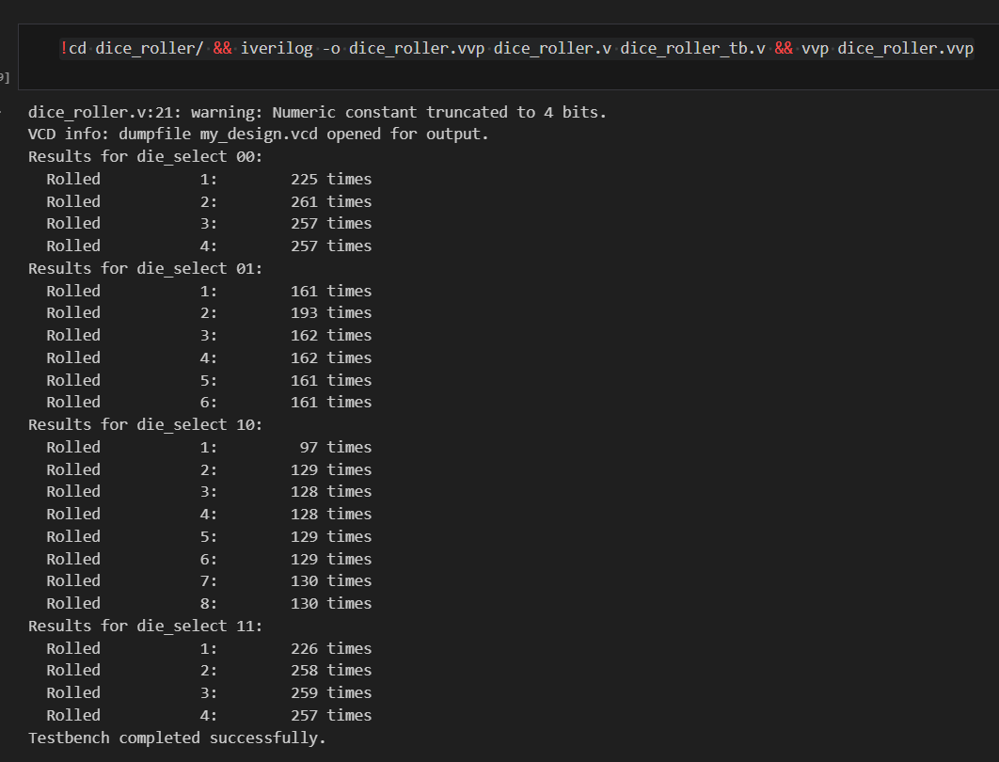 !cd dice_roller/ && iverilog -o dice_roller.vvp dice_roller.v dice_roller_tb.v && vvp dice_roller.vvp
9]
dice_roller.v:21: warning: Numeric constant truncated to 4 bits.
VCD info: dumpfile my_design.vcd opened for output.
Results for die_select 00:
  Rolled           1:        225 times
  Rolled           2:        261 times
  Rolled           3:        257 times
  Rolled           4:        257 times
Results for die_select 01:
  Rolled           1:        161 times
  Rolled           2:        193 times
  Rolled           3:        162 times
  Rolled           4:        162 times
  Rolled           5:        161 times
  Rolled           6:        161 times
Results for die_select 10:
  Rolled           1:         97 times
  Rolled           2:        129 times
  Rolled           3:        128 times
  Rolled           4:        128 times
  Rolled           5:        129 times
  Rolled           6:        129 times
  Rolled           7:        130 times
  Rolled           8:        130 times
Results for die_select 11:
  Rolled           1:        226 times
  Rolled           2:        258 times
  Rolled           3:        259 times
  Rolled           4:        257 times
Testbench completed successfully.